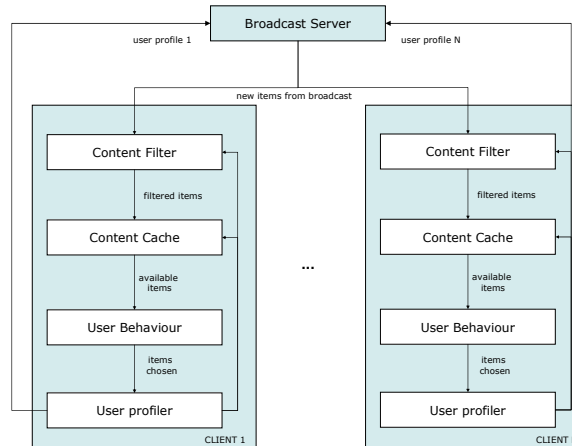 Broadcast Server
user profile 1
user profile N
new items from broadcast
Content Filter
filtered items
Content Cache
available
items
User Behaviour
items
chosen
User profiler
CLIENT 1
...
Content Filter
filtered items
Content Cache
available
items
User Behaviour
items
chosen
User profiler
CLIENT